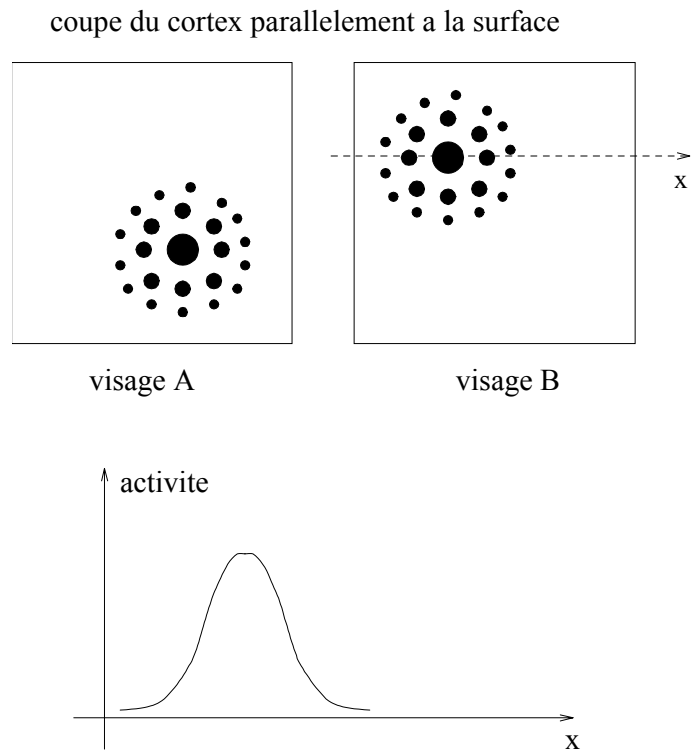 coupe du cortex parallelement a la surface
x
visage A
visage B
activite
x